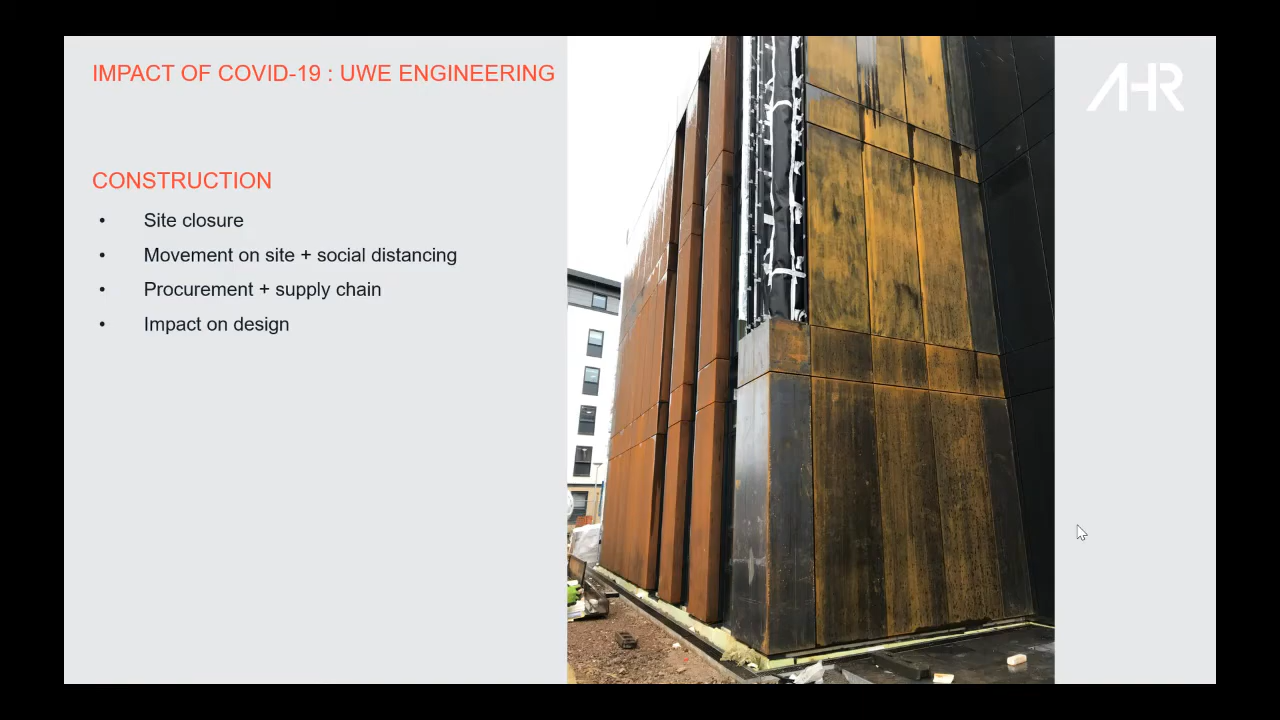 IMPACT OF COVID-19 : UWE ENGINEERING
AHR
CONSTRUCTION
• Site closure
• Movement on site + social distancing
• Procurement + supply chain
• Impact on design